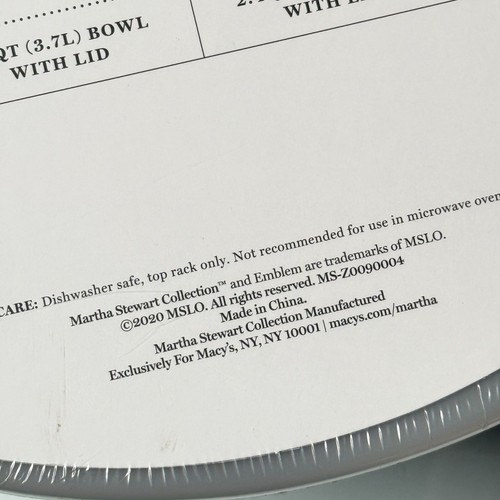 QT (3.7L) BOWL
WITH LID
WITH
CARE: Dishwasher safe, top rack only. Not recommended for use in microwave oven
Martha Stewart Collection™ and Emblem are trademarks of MSLO.
©2020 MSLO. All rights reserved. MS-Z0090004
Made in China.
Martha Stewart Collection Manufactured
Exclusively For Macy's, NY, NY 10001 | macys.com/martha